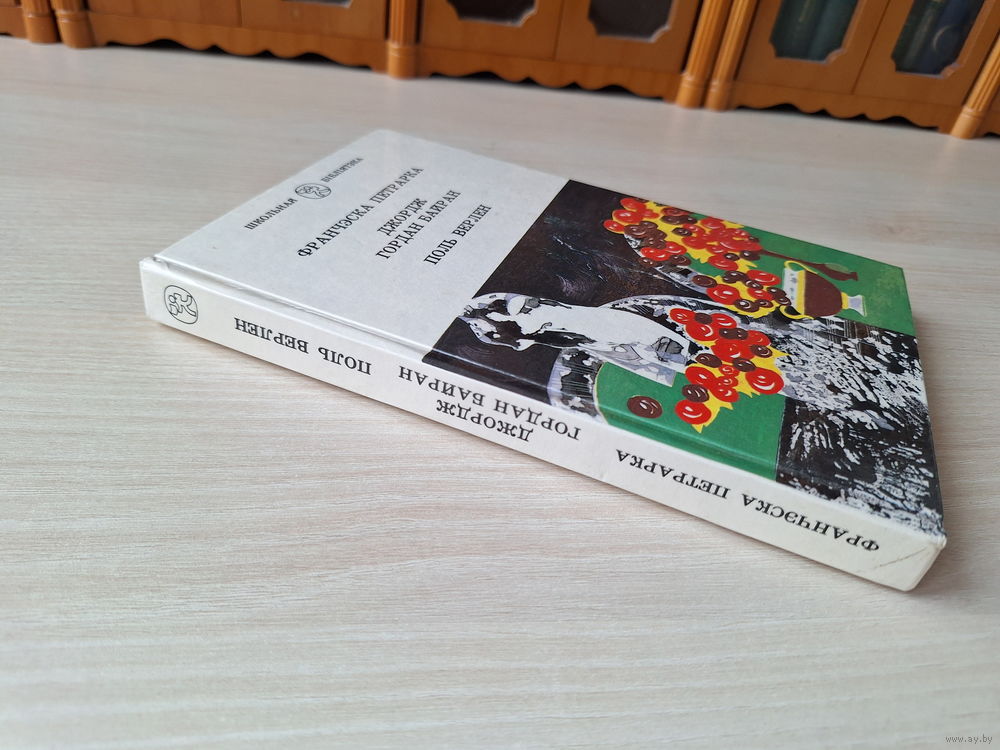 ШКОЛЬНАЯ БІБЛІЯТЭКА
ФРАНЧЭСКА ПЕТРАРКА
ДЖОРДЖ
ГОРДАН БАЙРАН
ПОЛЬ ВЕРЛЕН
ФРАНЧЭСКА ПЕТРАРКА
ДЖОРДЖ
ГОРДАН БАЙРАН
ПОЛЬ ВЕРЛЕН
www.ay.by